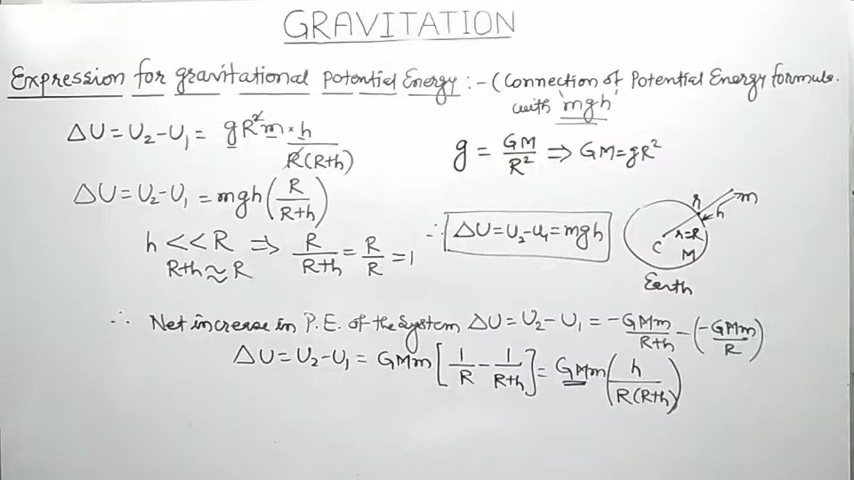 GRAVITATION
Expression for gravitational Potential Energy :- (Connection of Potential Energy formula.
with 'mgh'
ΔU = U₂ - U₁ = gR²m × h / R(R+h)
g = GM/R² ⇒ GM = gR²
ΔU = U₂ - U₁ = mgh (R/(R+h))
h << R ⇒ R/(R+h) = R/R = 1
R+h ≈ R
∴ ΔU = U₂ - U₁ = mgh
m
h
r = R
C
M
Earth
∴ Net increase in P.E. of the System ΔU = U₂ - U₁ = -GMm/(R+h) - (-GMm/R)
ΔU = U₂ - U₁ = GMm [1/R - 1/(R+h)] = GMm (h/(R(R+h)))